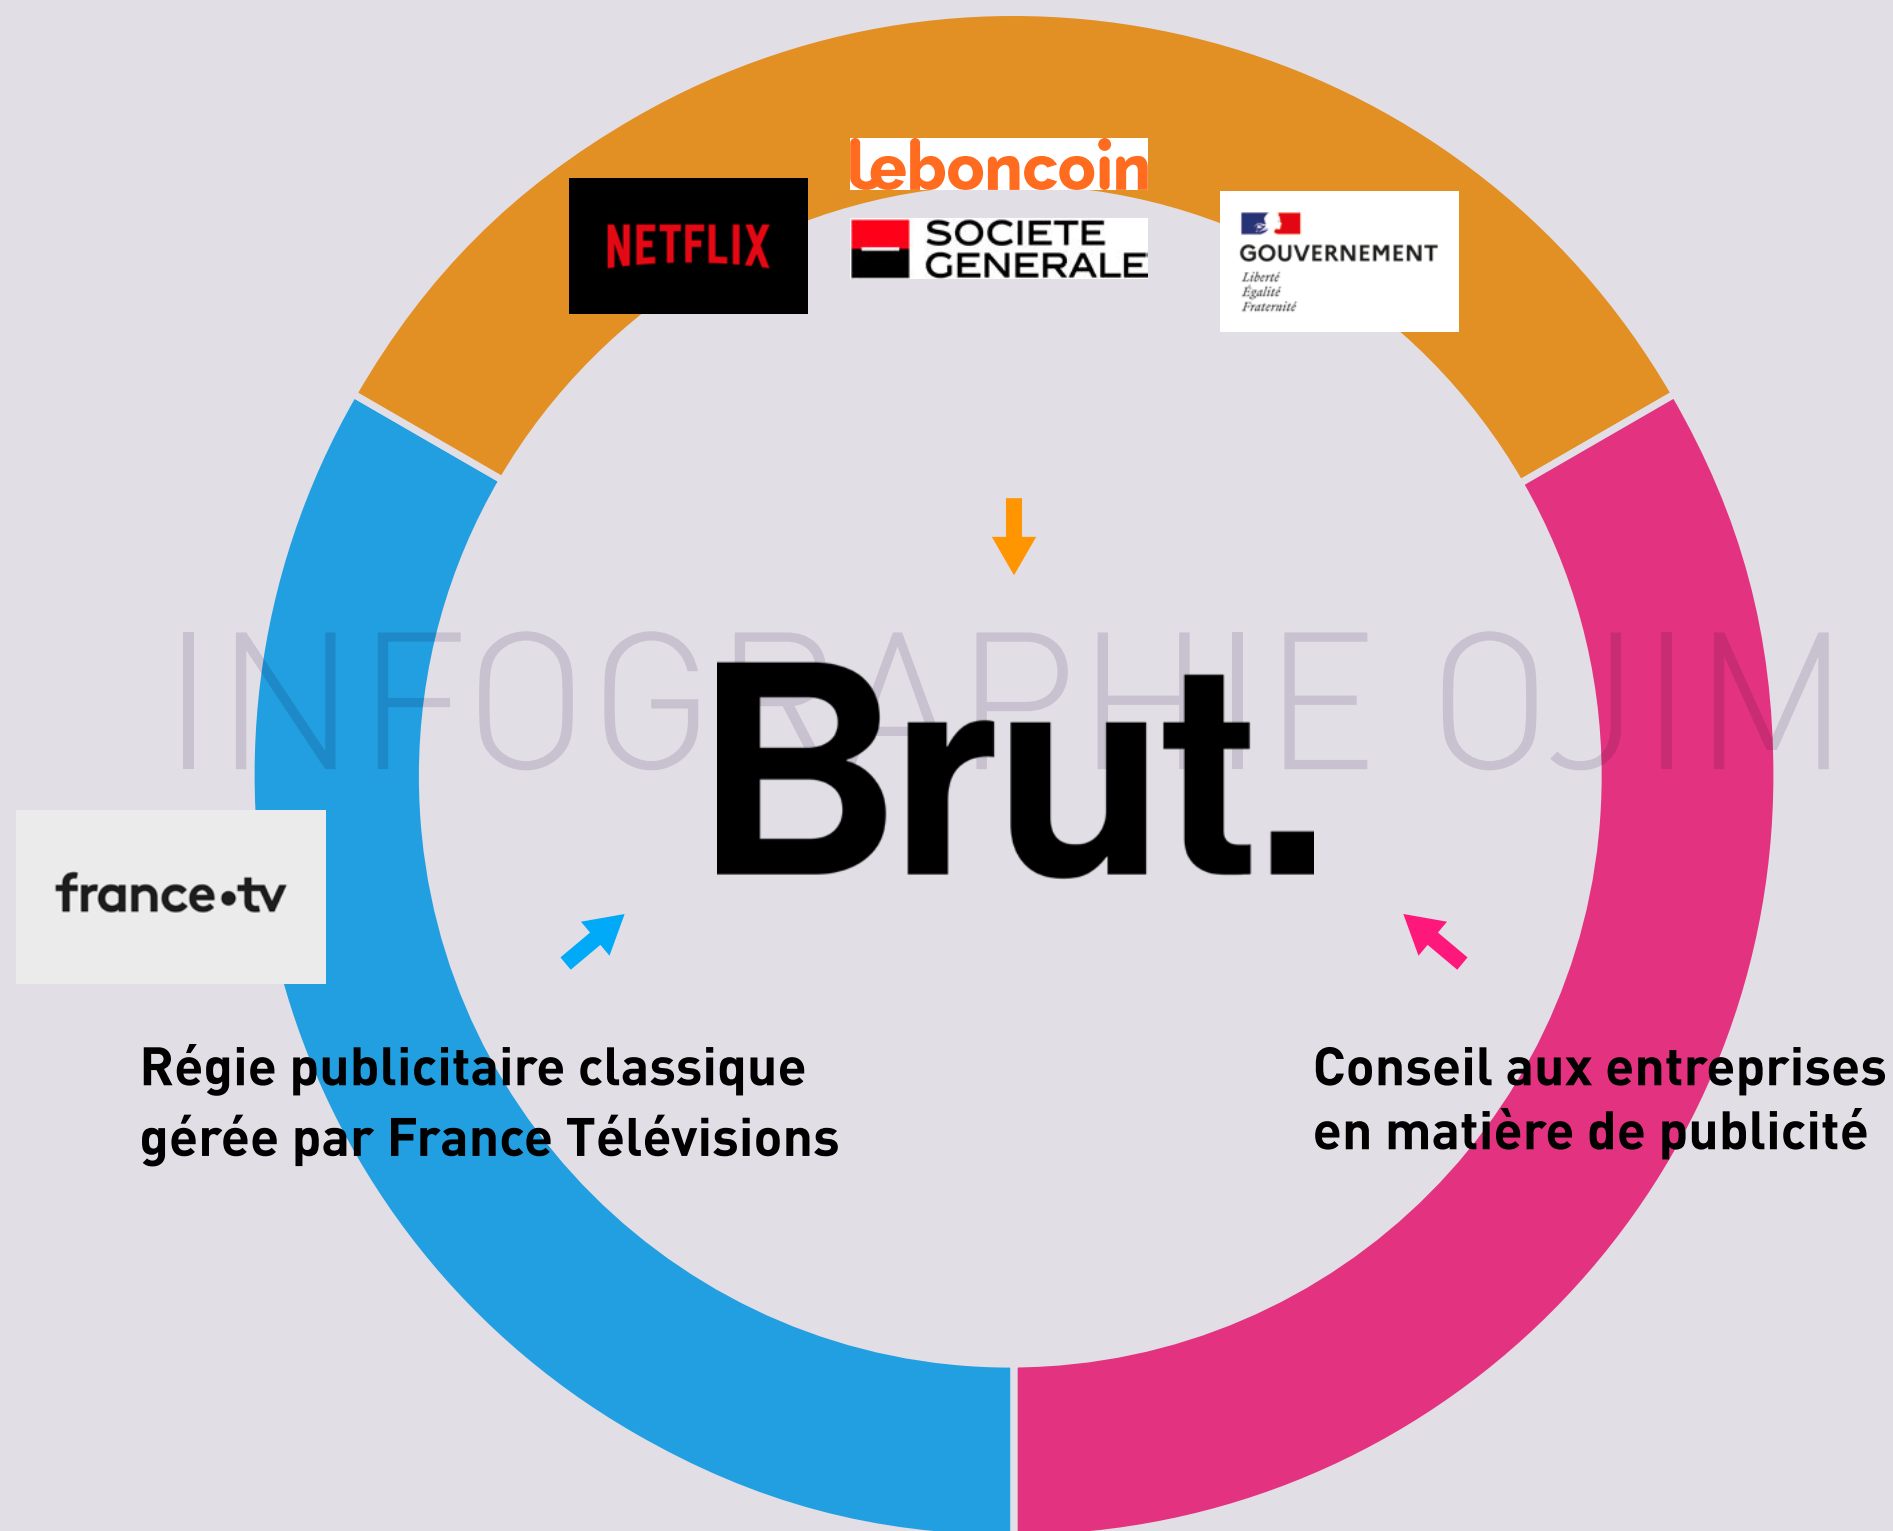 leboncoin
NETFLIX
SOCIETE
GENERALE
GOUVERNEMENT
Liberté
Égalité
Fraternité
INFOGRAPHIE OJIM
Brut.
france•tv
Régie publicitaire classique
gérée par France Télévisions
Conseil aux entreprises
en matière de publicité